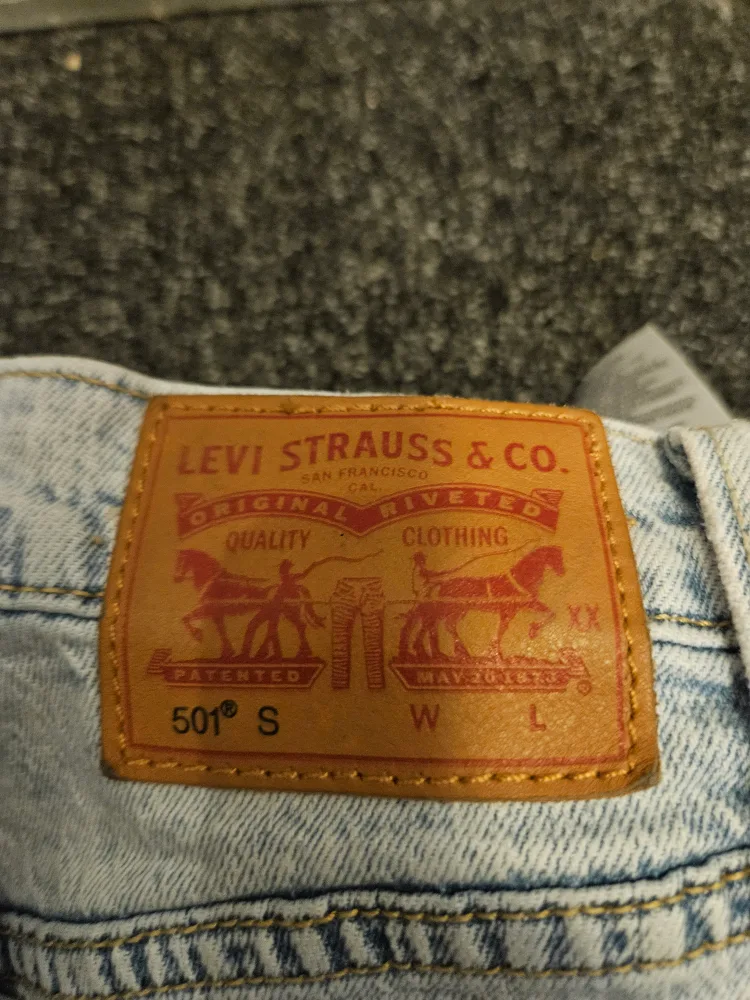 LEVI STRAUSS & CO.
SAN FRANCISCO
CAL.
ORIGINAL RIVETED
QUALITY CLOTHING
XX
PATENTED MAY 20 1873
®
501® S W L